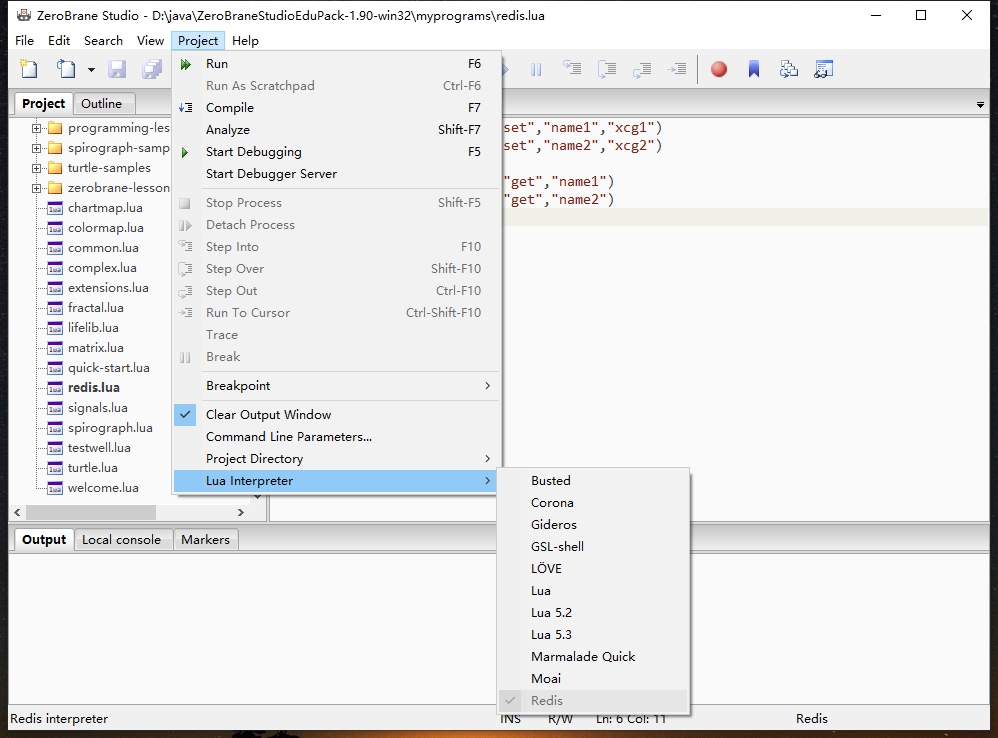 ZeroBrane Studio - D:\java\ZeroBraneStudioEduPack-1.90-win32\myprograms\redis.lua
File Edit Search View Project Help
Project Outline
programming-les
spirograph-samp
turtle-samples
zerobrane-lesson
chartmap.lua
colormap.lua
common.lua
complex.lua
extensions.lua
fractal.lua
lifelib.lua
matrix.lua
quick-start.lua
redis.lua
signals.lua
spirograph.lua
testwell.lua
turtle.lua
welcome.lua
Run F6
Run As Scratchpad Ctrl-F6
Compile F7
Analyze Shift-F7
Start Debugging F5
Start Debugger Server
Stop Process Shift-F5
Detach Process
Step Into F10
Step Over Shift-F10
Step Out Ctrl-F10
Run To Cursor Ctrl-Shift-F10
Trace
Break
Breakpoint
Clear Output Window
Command Line Parameters...
Project Directory
Lua Interpreter
set","name1","xcg1")
set","name2","xcg2")
"get","name1")
"get","name2")
Busted
Corona
Gideros
GSL-shell
LÖVE
Lua
Lua 5.2
Lua 5.3
Marmalade Quick
Moai
Redis
Output Local console Markers
Redis interpreter INS R/W Ln: 6 Col: 11 Redis